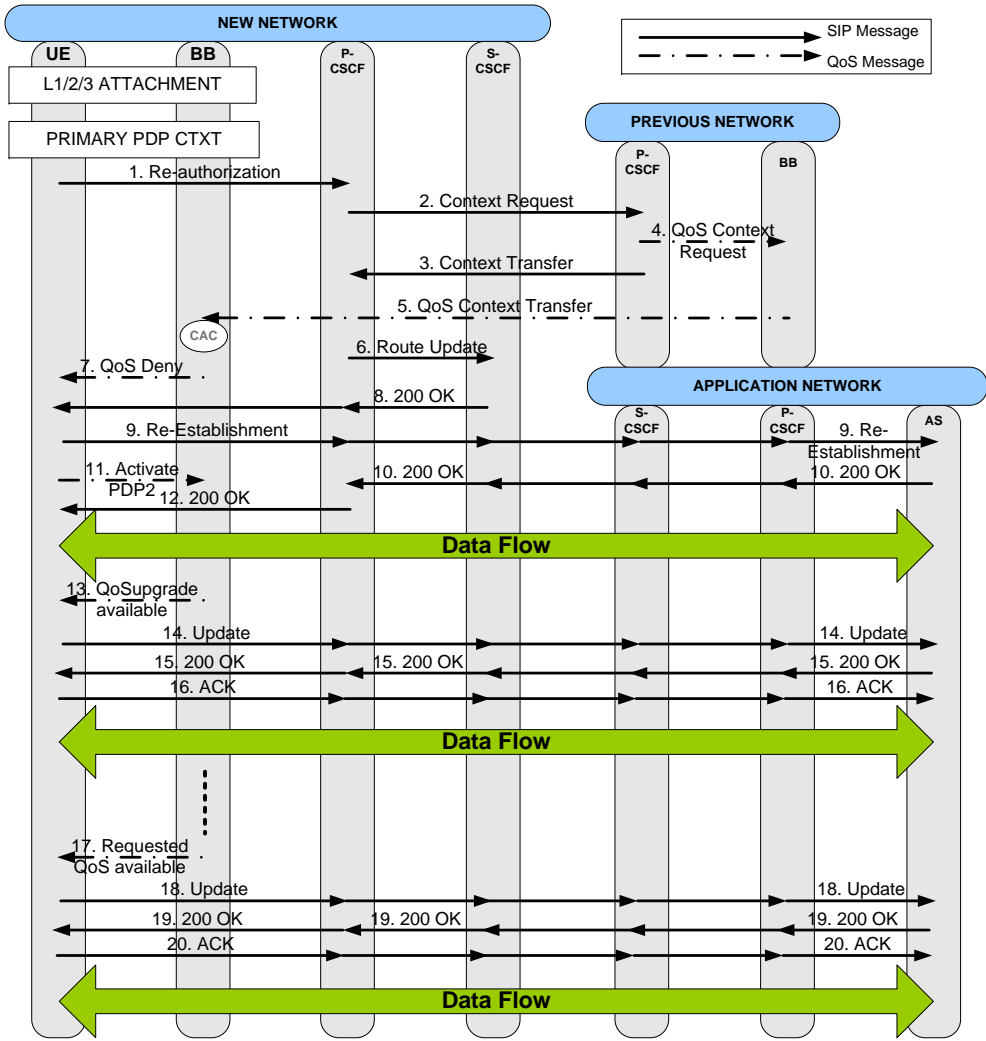 NEW NETWORK
SIP Message
QoS Message
UE
BB
P-
CSCF
S-
CSCF
L1/2/3 ATTACHMENT
PREVIOUS NETWORK
PRIMARY PDP CTXT
P-
CSCF
BB
1. Re-authorization
2. Context Request
4. QoS Context
Request
3. Context Transfer
5. QoS Context Transfer
CAC
6. Route Update
7. QoS Deny
APPLICATION NETWORK
8. 200 OK
S-
CSCF
P-
CSCF
AS
9. Re-Establishment
9. Re-
Establishment
11. Activate
PDP2
10. 200 OK
10. 200 OK
12. 200 OK
Data Flow
13. QoSupgrade
available
14. Update
14. Update
15. 200 OK
15. 200 OK
15. 200 OK
16. ACK
16. ACK
Data Flow
17. Requested
QoS available
18. Update
18. Update
19. 200 OK
19. 200 OK
19. 200 OK
20. ACK
20. ACK
Data Flow